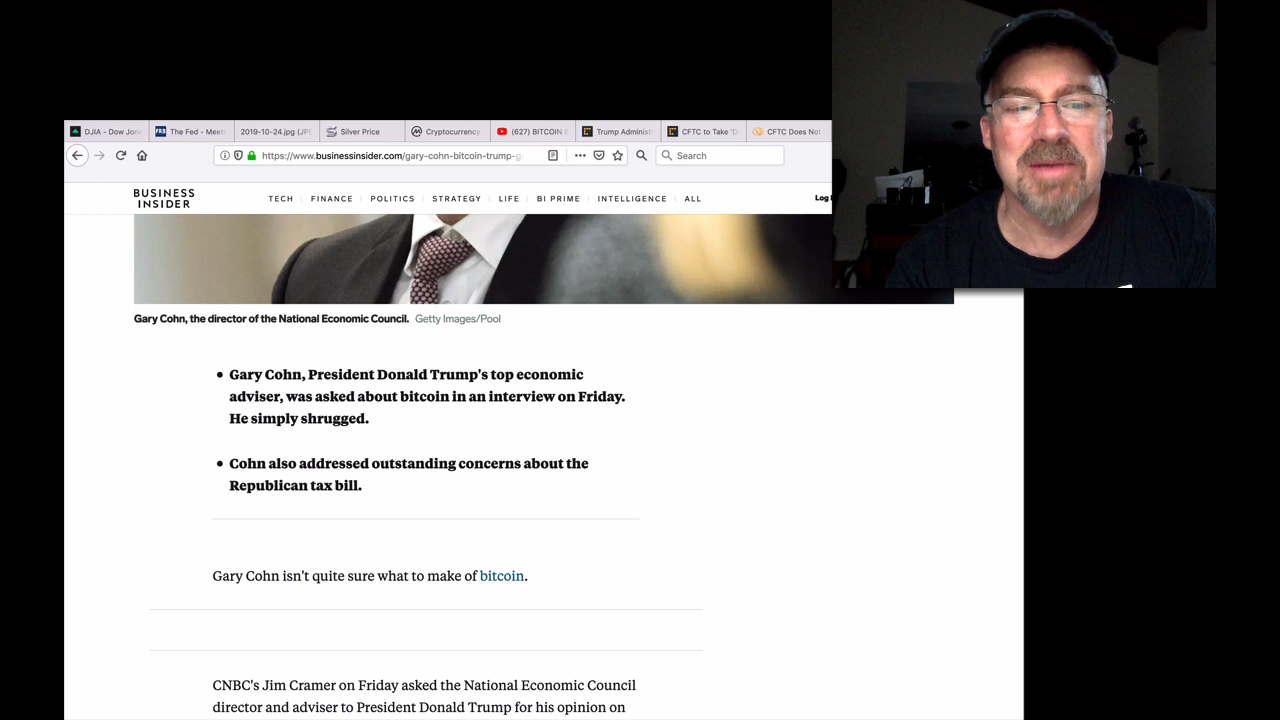 DJIA - Dow Jon
The Fed - Meeti
2019-10-24.jpg (JPE
Silver Price
Cryptocurrency
(627) BITCOIN
Trump Administ
CFTC to Take 'D
CFTC Does Not
https://www.businessinsider.com/gary-cohn-bitcoin-trump-g
Search
BUSINESS
INSIDER
TECH
FINANCE
POLITICS
STRATEGY
LIFE
BI PRIME
INTELLIGENCE
ALL
Log
Gary Cohn, the director of the National Economic Council. Getty Images/Pool
• Gary Cohn, President Donald Trump's top economic
adviser, was asked about bitcoin in an interview on Friday.
He simply shrugged.
• Cohn also addressed outstanding concerns about the
Republican tax bill.
Gary Cohn isn't quite sure what to make of bitcoin.
CNBC's Jim Cramer on Friday asked the National Economic Council
director and adviser to President Donald Trump for his opinion on